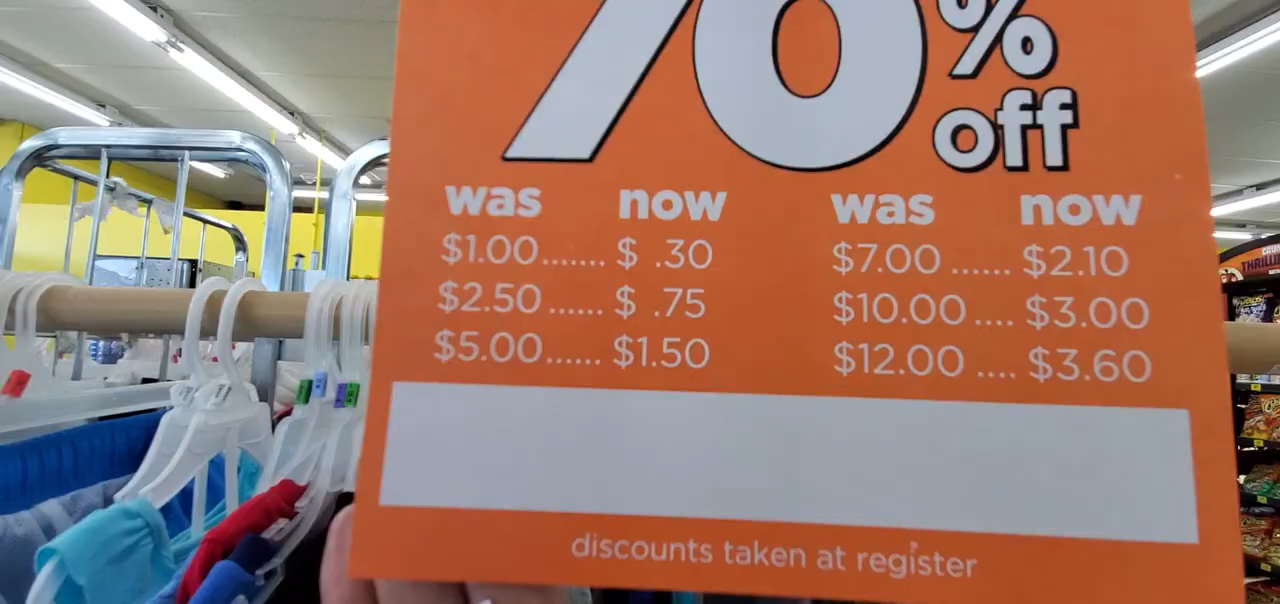 70%
off
was now was now
$1.00....... $ .30 $7.00 ...... $2.10
$2.50 ...... $ .75 $10.00 .... $3.00
$5.00...... $1.50 $12.00 .... $3.60
discounts taken at register